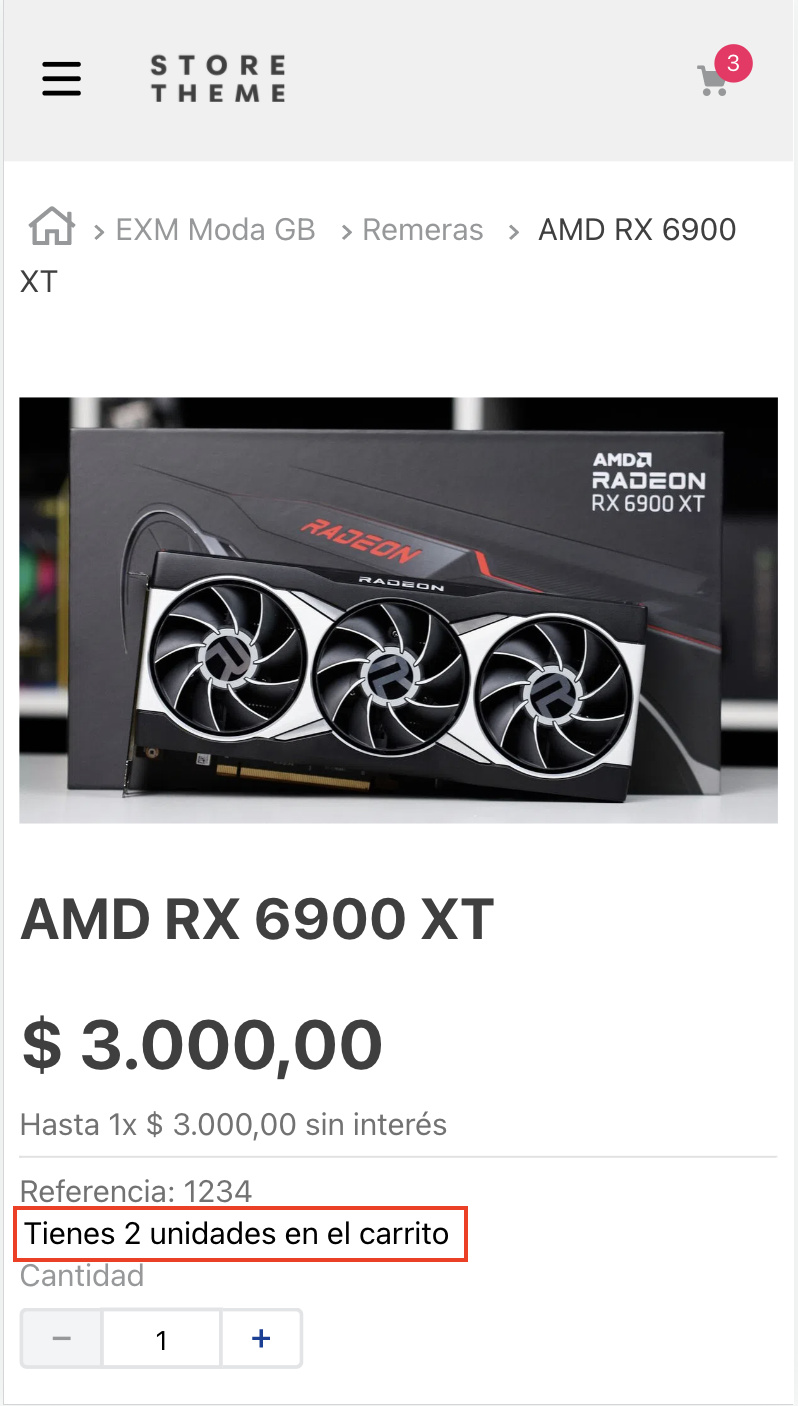 STORE
THEME
3
EXM Moda GB > Remeras > AMD RX 6900
XT
AMD
RADEON
RX 6900 XT
RADEON
RADEON
AMD RX 6900 XT
$ 3.000,00
Hasta 1x $ 3.000,00 sin interés
Referencia: 1234
Tienes 2 unidades en el carrito
Cantidad
− 1 +